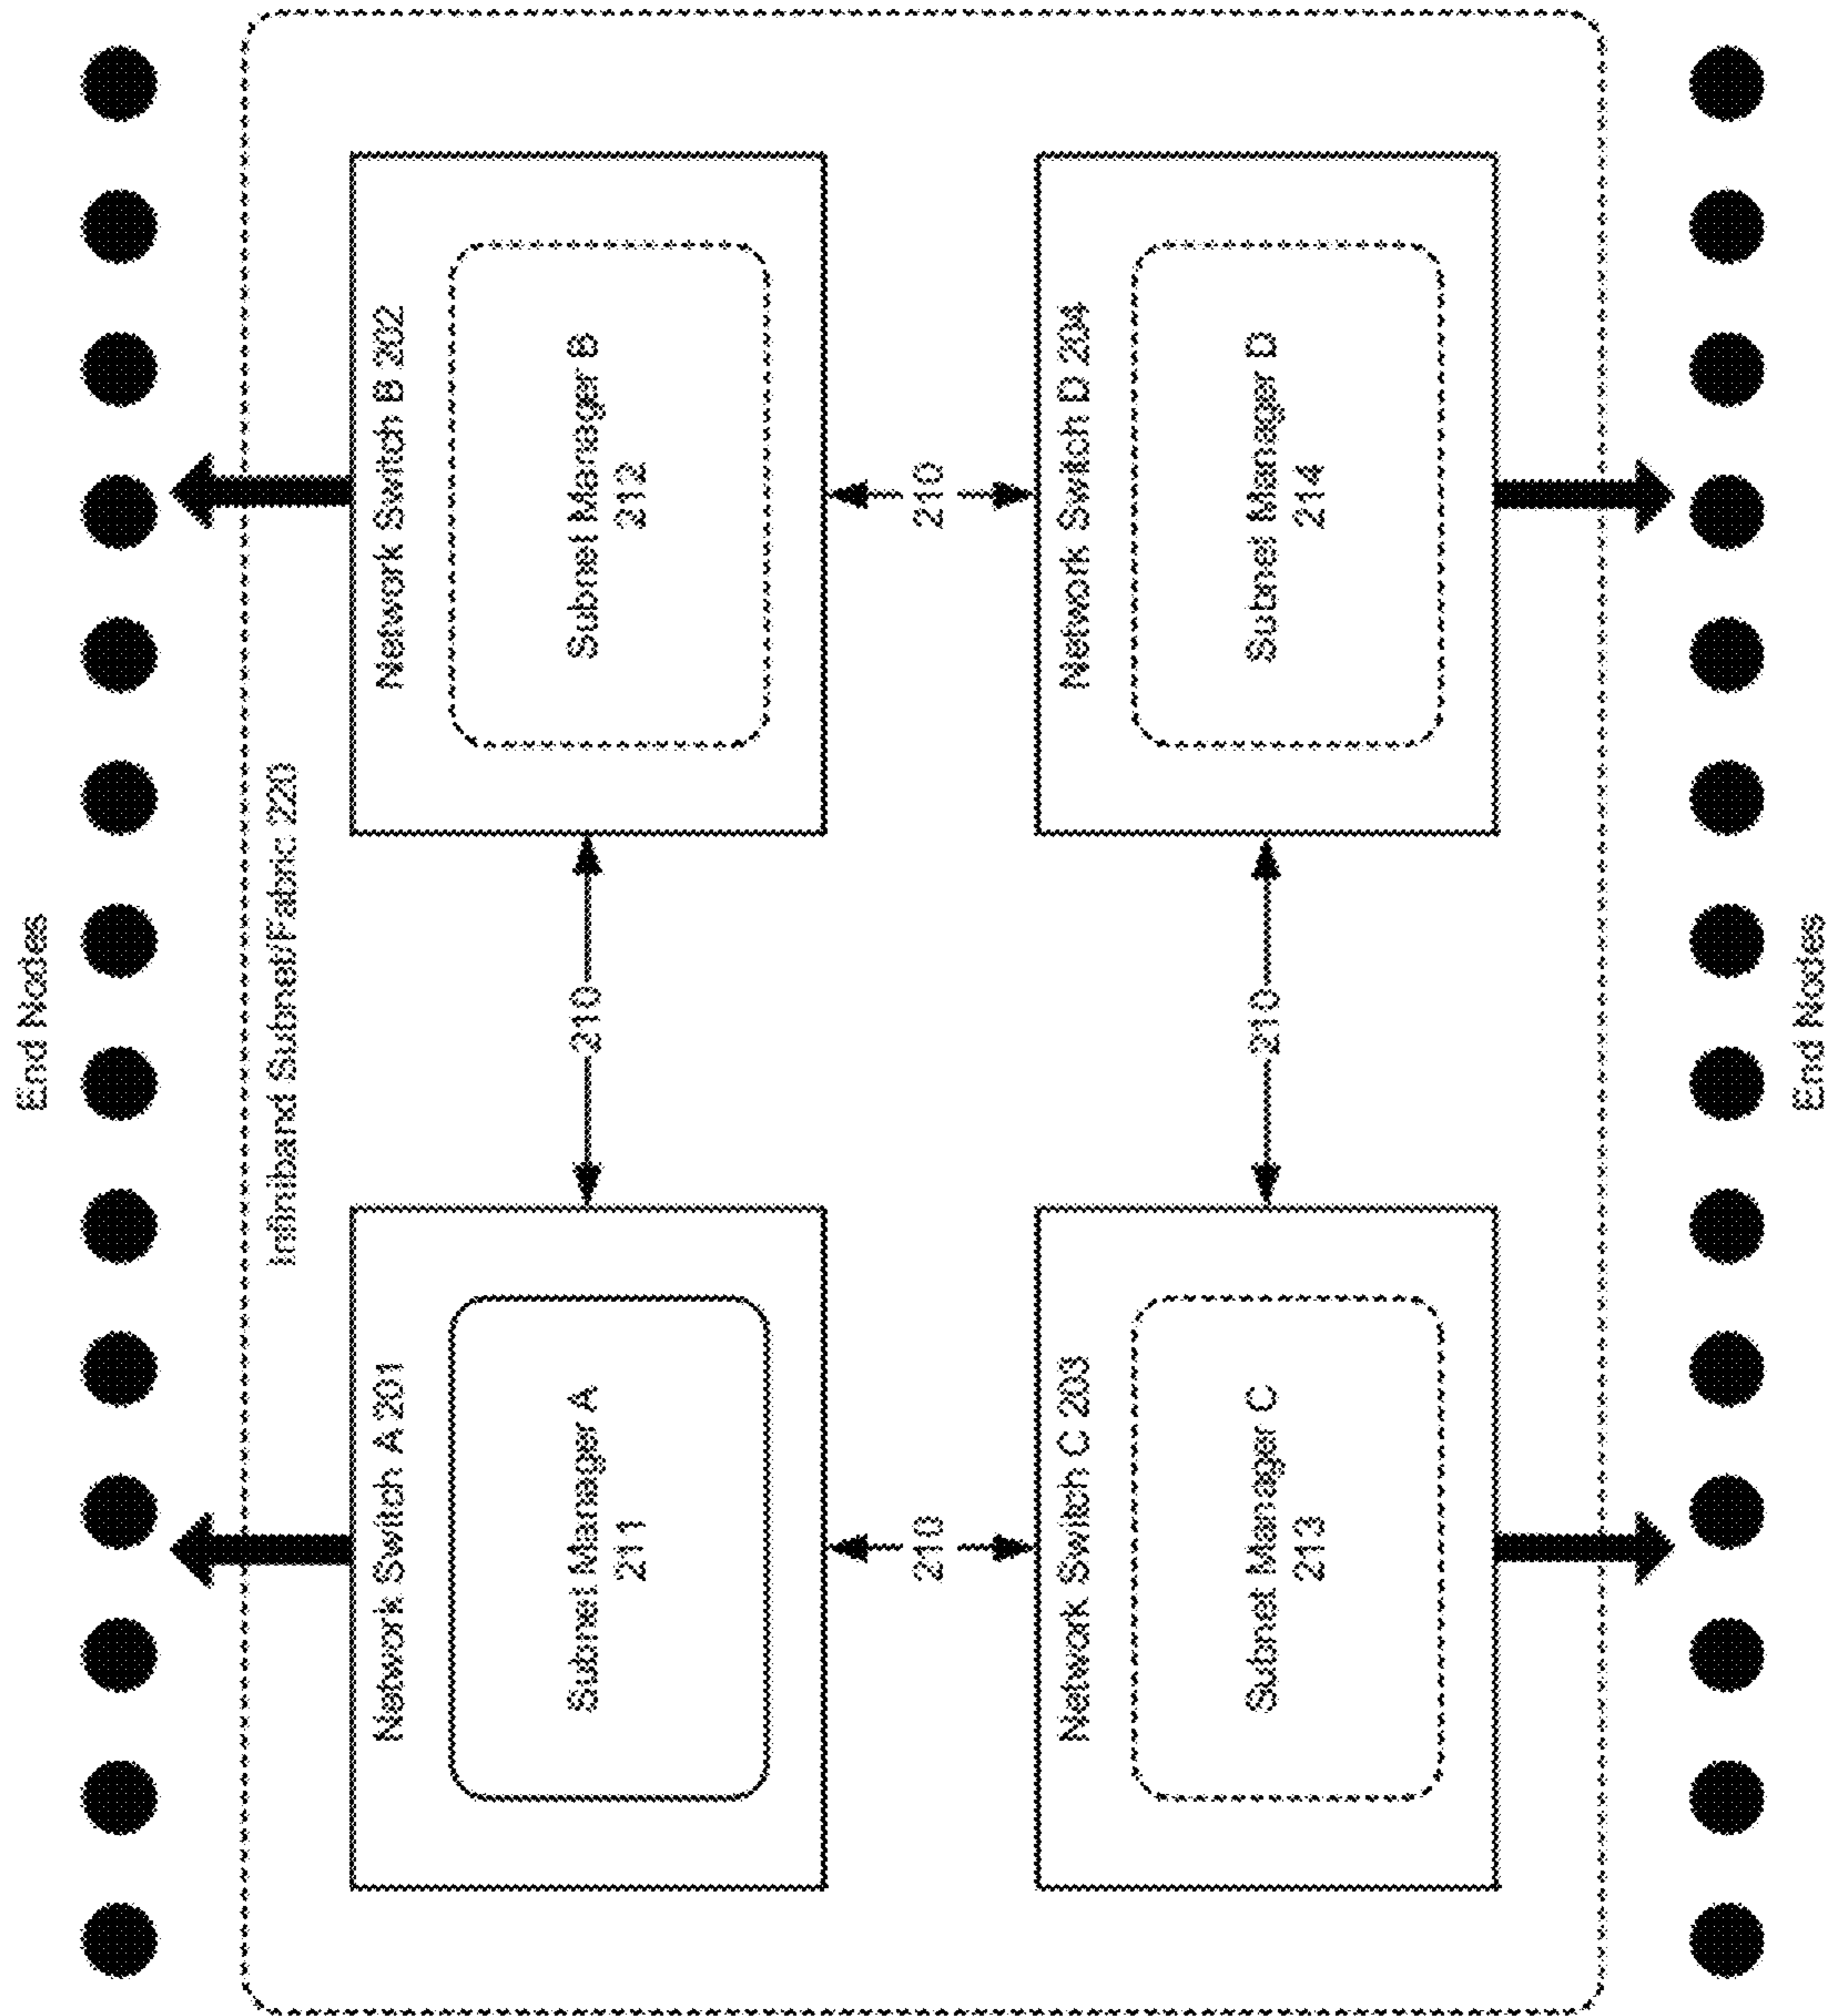 End Nodes
Infiniband Subnet/Fabric 220
Network Switch A 201
Subnet Manager A
211
210
Network Switch B 202
Subnet Manager B
212
210
210
Network Switch C 203
Subnet Manager C
213
210
Network Switch D 204
Subnet Manager D
214
End Nodes